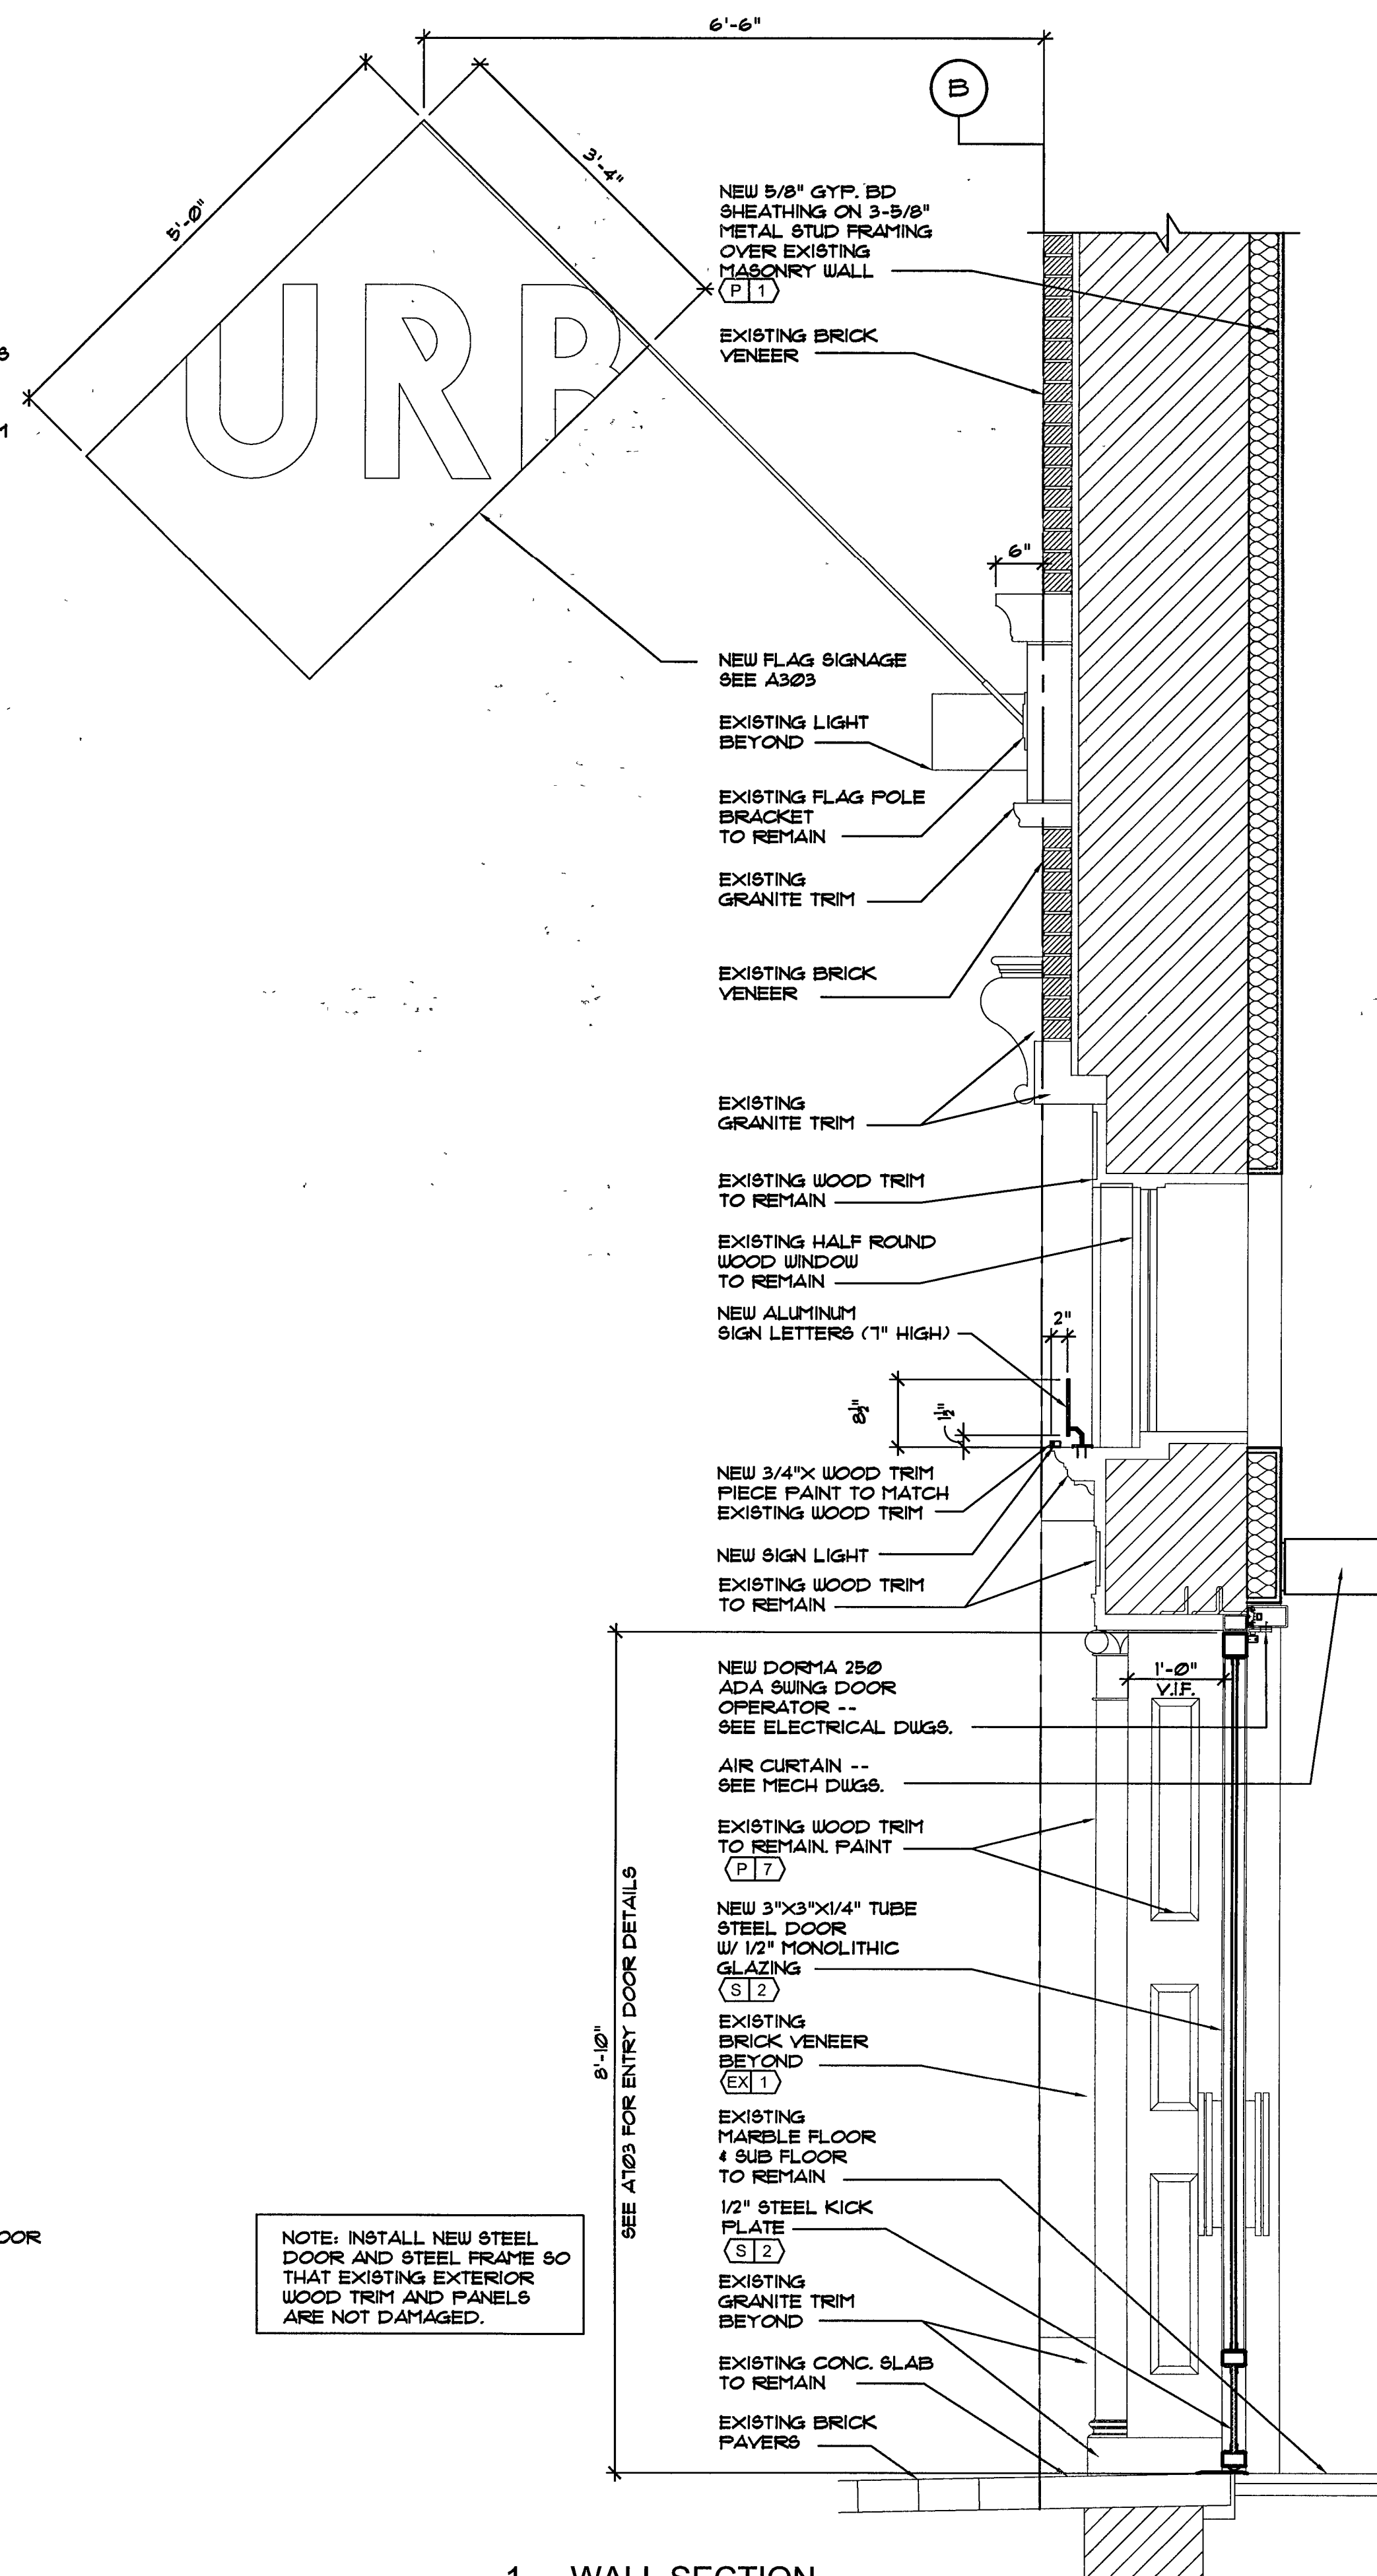 6'-6"
B
3'-4"
5'-0"
NEW 5/8" GYP. BD
SHEATHING ON 3-5/8"
METAL STUD FRAMING
OVER EXISTING
MASONRY WALL
P 1
EXISTING BRICK
VENEER
URB
6"
NEW FLAG SIGNAGE
SEE A303
EXISTING LIGHT
BEYOND
EXISTING FLAG POLE
BRACKET
TO REMAIN
EXISTING
GRANITE TRIM
EXISTING BRICK
VENEER
EXISTING
GRANITE TRIM
EXISTING WOOD TRIM
TO REMAIN
EXISTING HALF ROUND
WOOD WINDOW
TO REMAIN
NEW ALUMINUM
SIGN LETTERS (7" HIGH)
2"
8½"
1½"
NEW 3/4"X WOOD TRIM
PIECE PAINT TO MATCH
EXISTING WOOD TRIM
NEW SIGN LIGHT
EXISTING WOOD TRIM
TO REMAIN
NEW DORMA 250
ADA SWING DOOR
OPERATOR --
SEE ELECTRICAL DWGS.
1'-0"
V.I.F.
AIR CURTAIN --
SEE MECH DWGS.
EXISTING WOOD TRIM
TO REMAIN. PAINT
P 7
NEW 3"X3"X1/4" TUBE
STEEL DOOR
W/ 1/2" MONOLITHIC
GLAZING
S 2
8'-10"
SEE A703 FOR ENTRY DOOR DETAILS
EXISTING
BRICK VENEER
BEYOND
EX 1
EXISTING
MARBLE FLOOR
& SUB FLOOR
TO REMAIN
1/2" STEEL KICK
PLATE
S 2
OOR
NOTE: INSTALL NEW STEEL
DOOR AND STEEL FRAME SO
THAT EXISTING EXTERIOR
WOOD TRIM AND PANELS
ARE NOT DAMAGED.
EXISTING
GRANITE TRIM
BEYOND
EXISTING CONC. SLAB
TO REMAIN
EXISTING BRICK
PAVERS
1 WALL SECTION